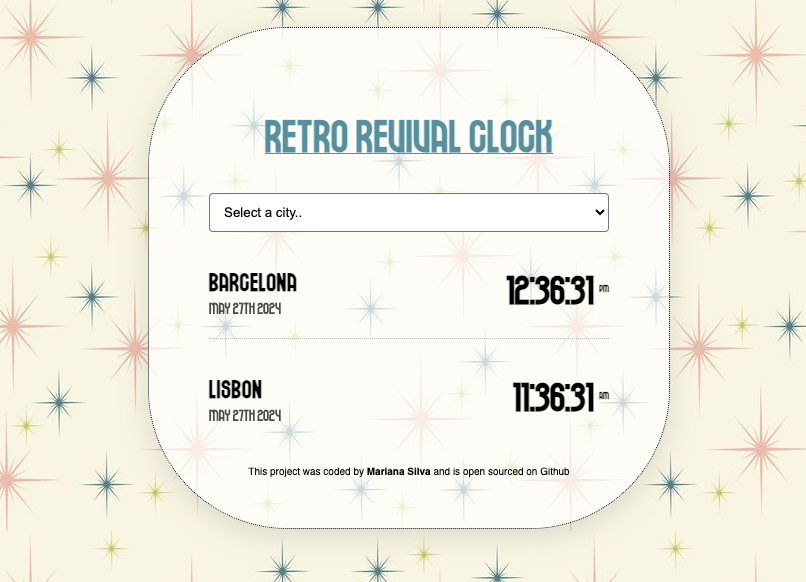 RETRO REVIVAL CLOCK
Select a city..
BARCELONA
12:36:31 PM
MAY 27TH 2024
LISBON
11:36:31 AM
MAY 27TH 2024
This project was coded by Mariana Silva and is open sourced on Github